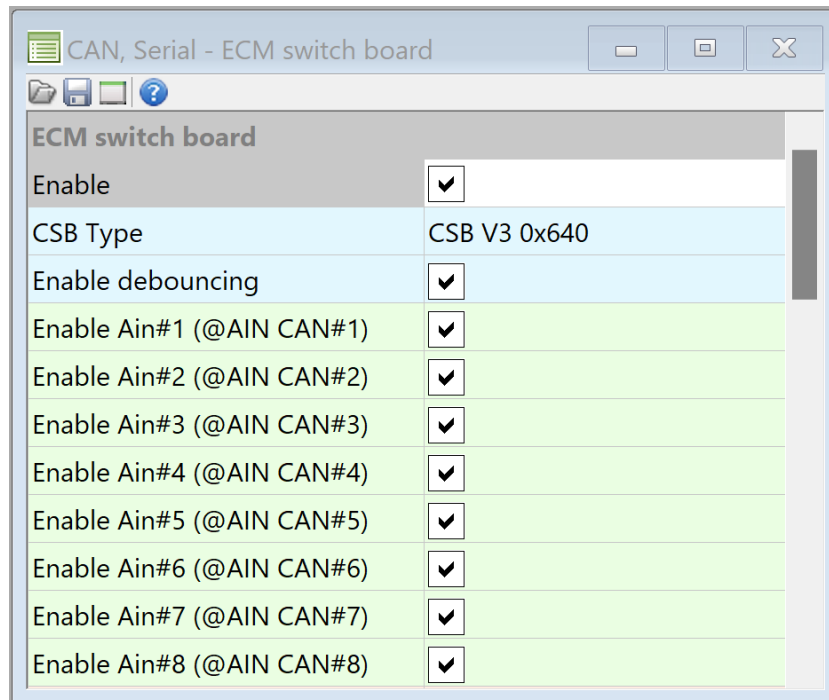 CAN, Serial - ECM switch board
ECM switch board
Enable
CSB Type CSB V3 0x640
Enable debouncing
Enable Ain#1 (@AIN CAN#1)
Enable Ain#2 (@AIN CAN#2)
Enable Ain#3 (@AIN CAN#3)
Enable Ain#4 (@AIN CAN#4)
Enable Ain#5 (@AIN CAN#5)
Enable Ain#6 (@AIN CAN#6)
Enable Ain#7 (@AIN CAN#7)
Enable Ain#8 (@AIN CAN#8)